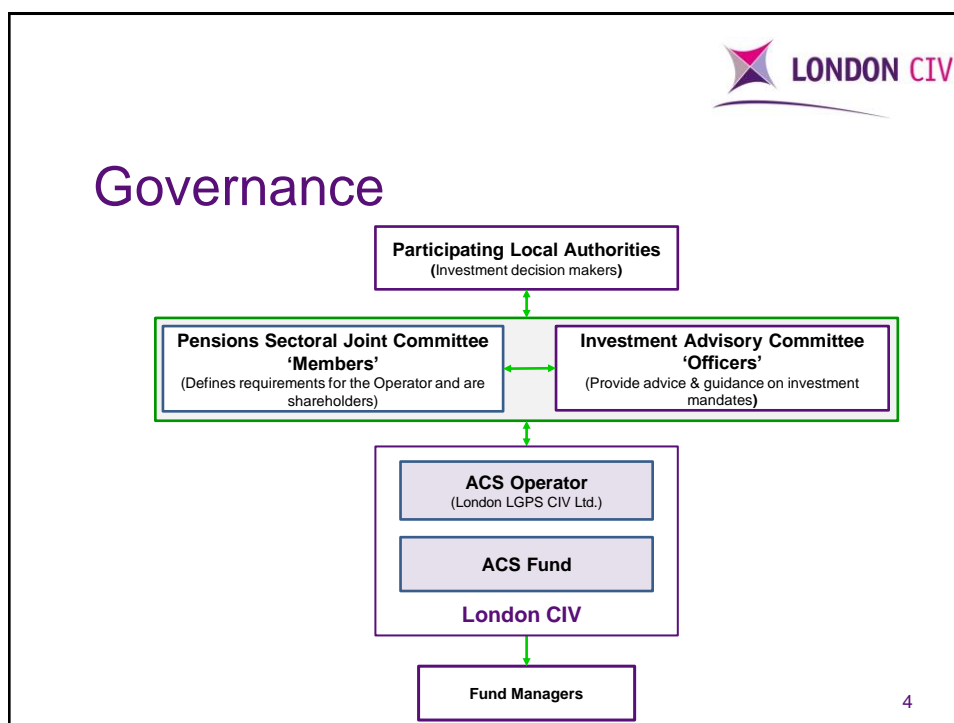 LONDON CIV
Governance
Participating Local Authorities
(Investment decision makers)
Pensions Sectoral Joint Committee
‘Members’
(Defines requirements for the Operator and are
shareholders)
Investment Advisory Committee
‘Officers’
(Provide advice & guidance on investment
mandates)
ACS Operator
(London LGPS CIV Ltd.)
ACS Fund
London CIV
Fund Managers
4